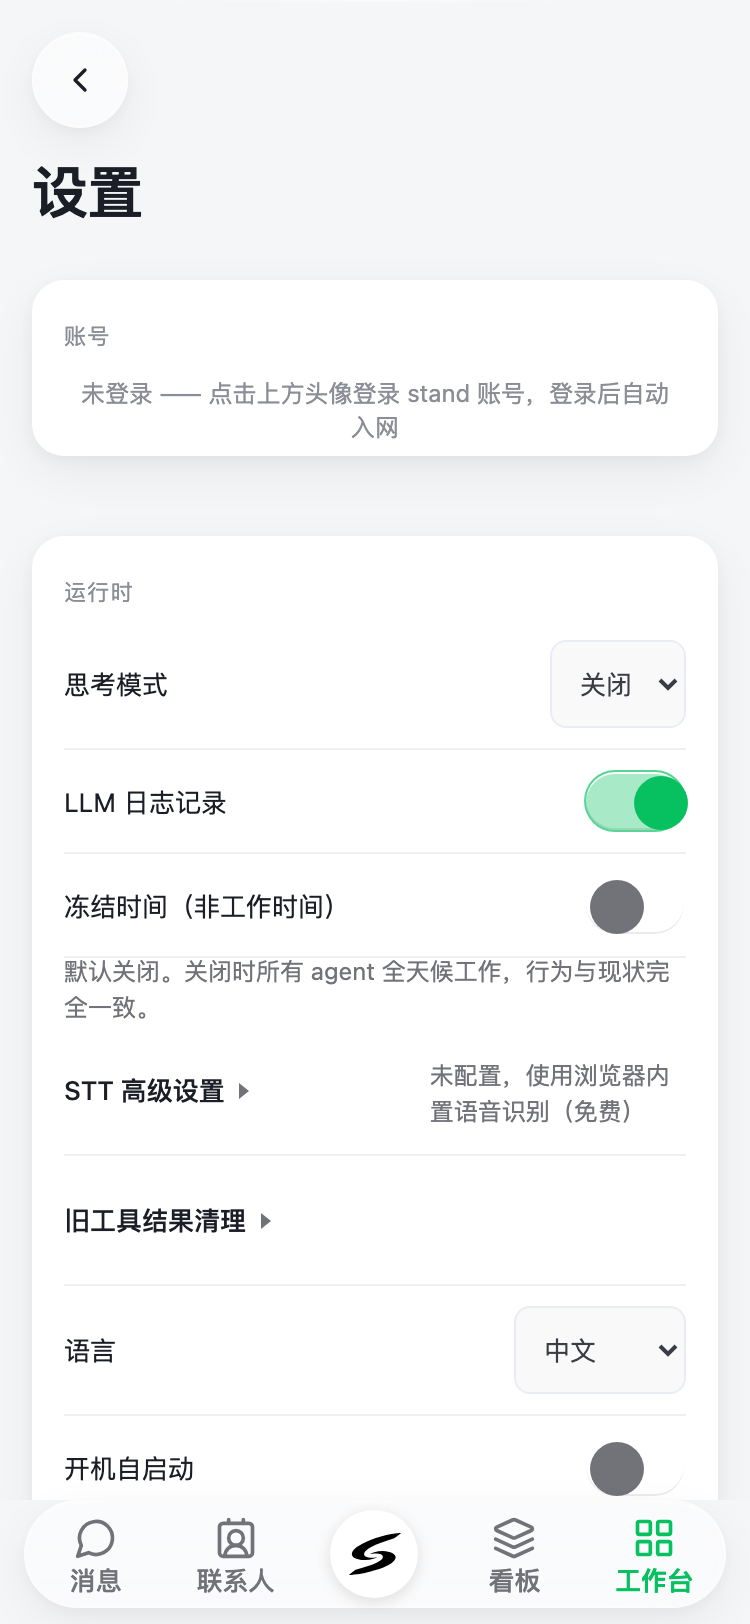 设置
账号
未登录 —— 点击上方头像登录 stand 账号，登录后自动
入网
运行时
思考模式
关闭
LLM 日志记录
冻结时间（非工作时间）
默认关闭。关闭时所有 agent 全天候工作，行为与现状完
全一致。
STT 高级设置
未配置，使用浏览器内
置语音识别（免费）
旧工具结果清理
语言
中文
开机自启动
消息
联系人
看板
工作台